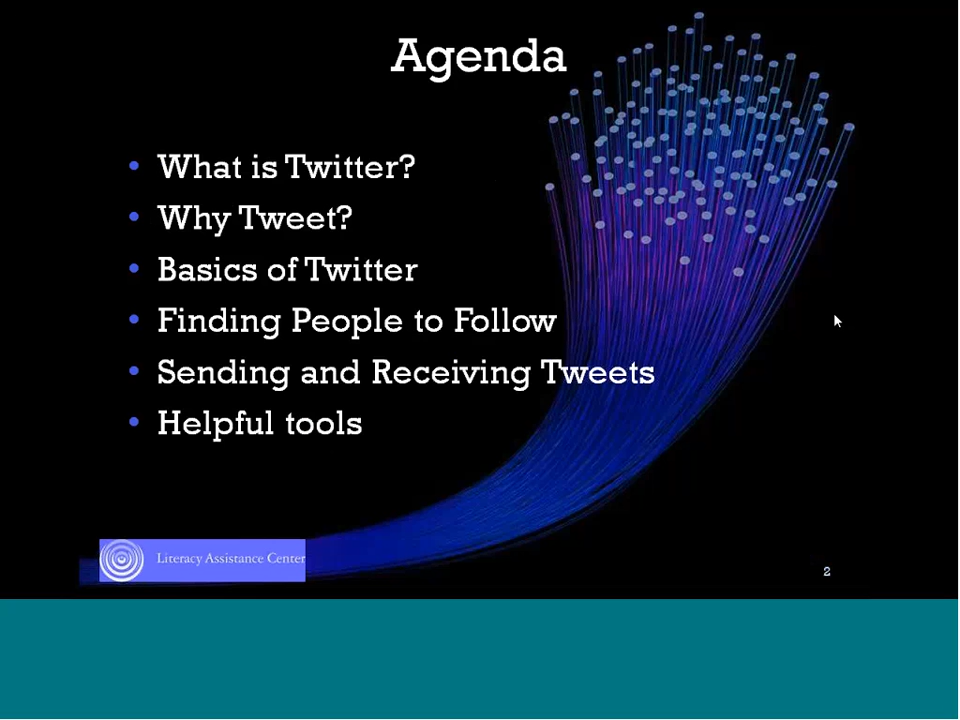 Agenda
• What is Twitter?
• Why Tweet?
• Basics of Twitter
• Finding People to Follow
• Sending and Receiving Tweets
• Helpful tools
Literacy Assistance Center
2